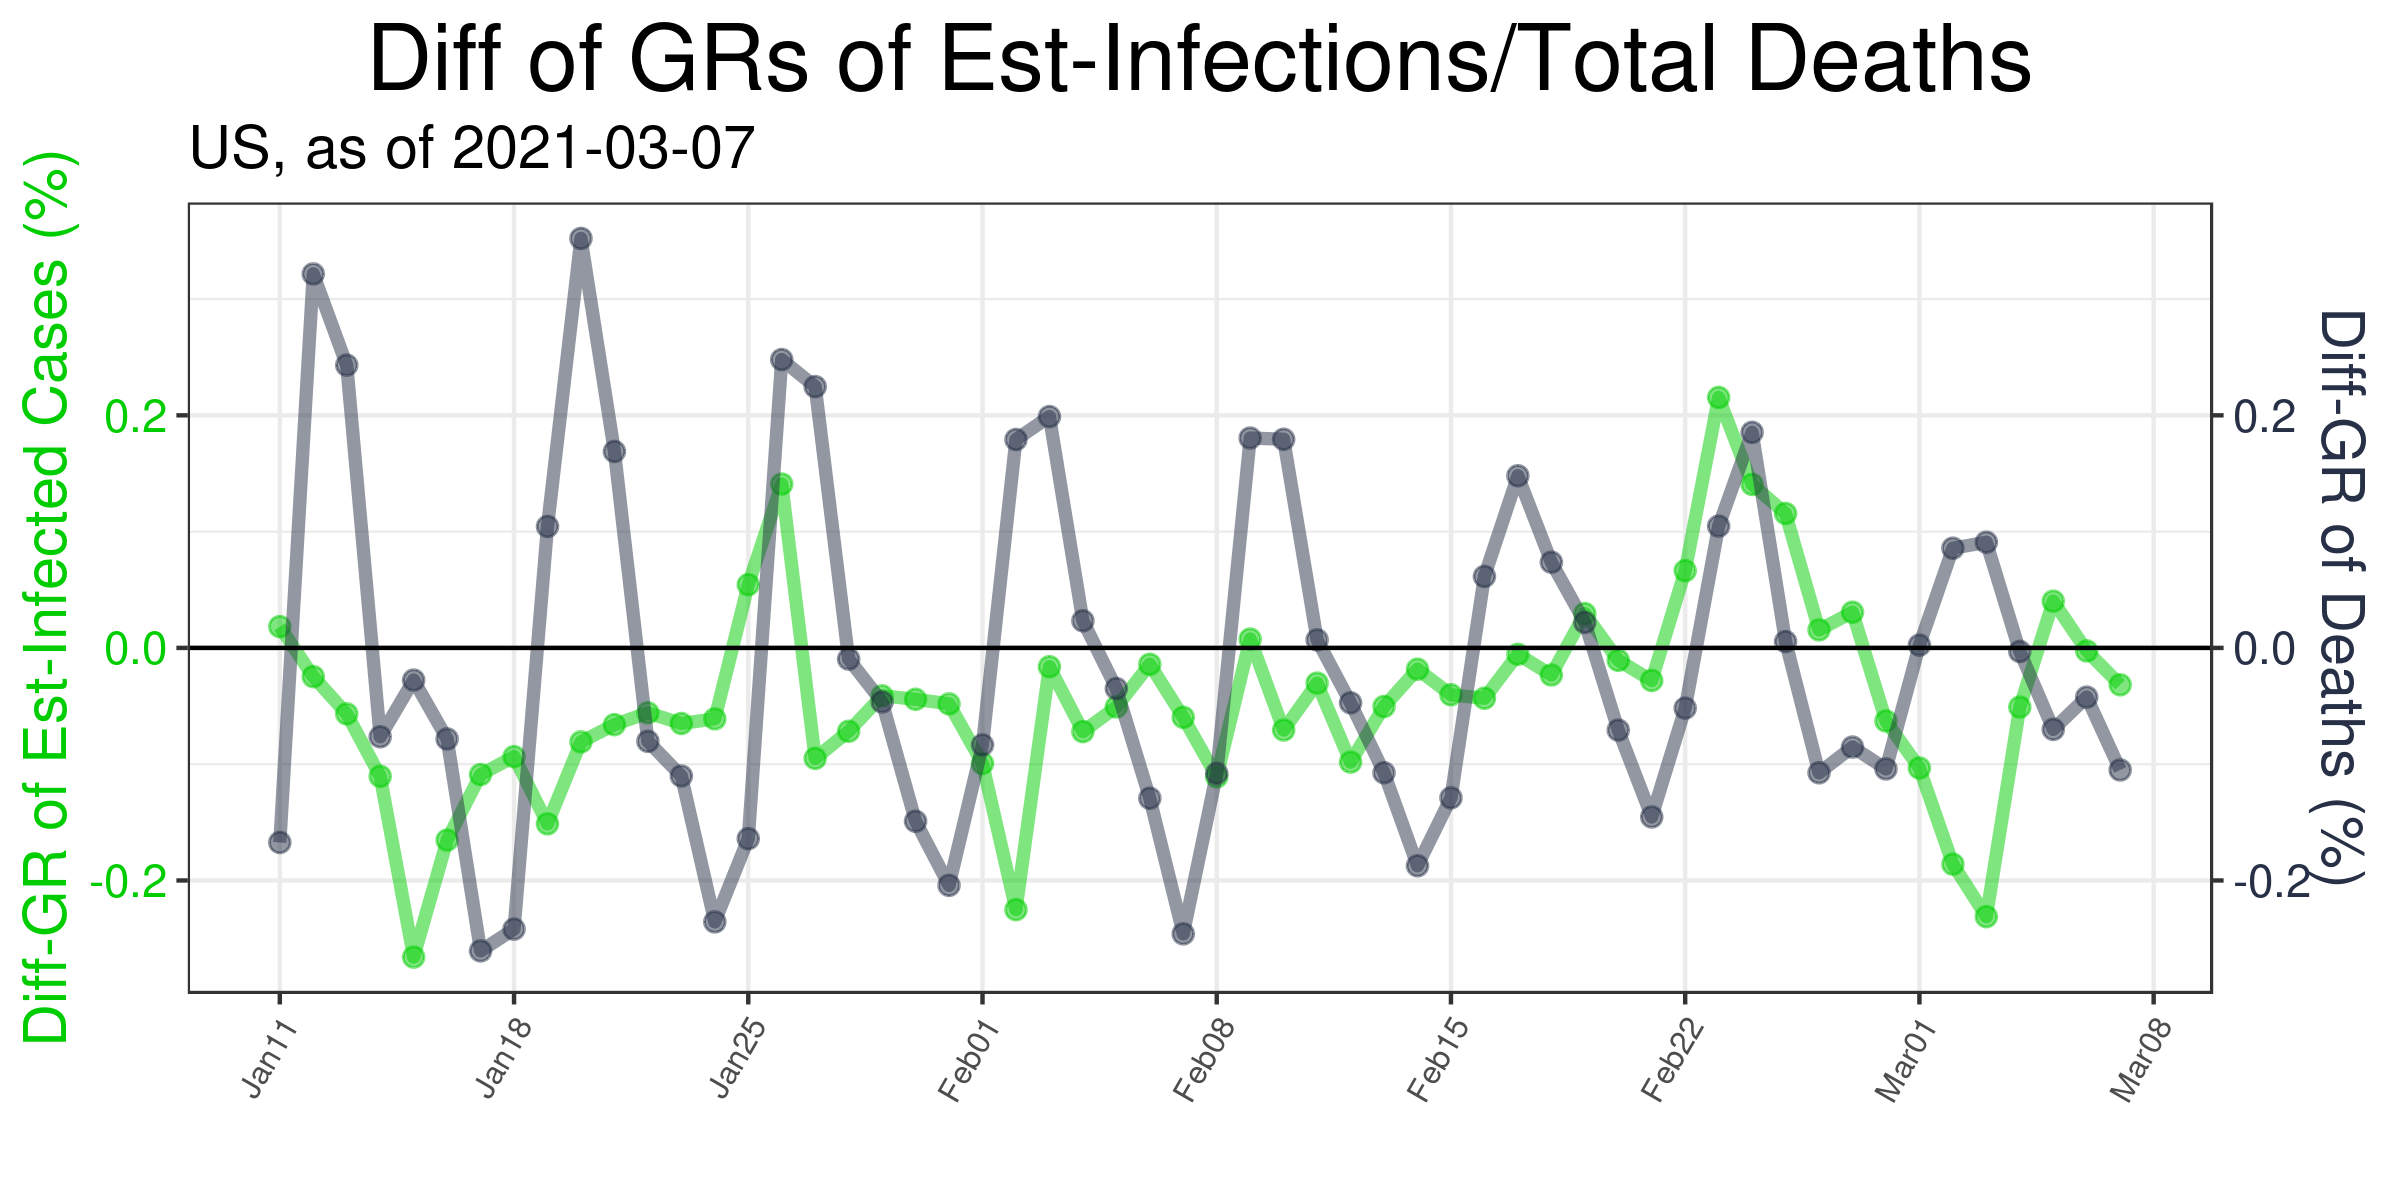 Diff of GRs of Est-Infections/Total Deaths
US, as of 2021-03-07
Diff-GR of Est-Infected Cases (%)
0.2
0.0
-0.2
0.2
0.0
-0.2
Diff-GR of Deaths (%)
Jan11
Jan18
Jan25
Feb01
Feb08
Feb15
Feb22
Mar01
Mar08